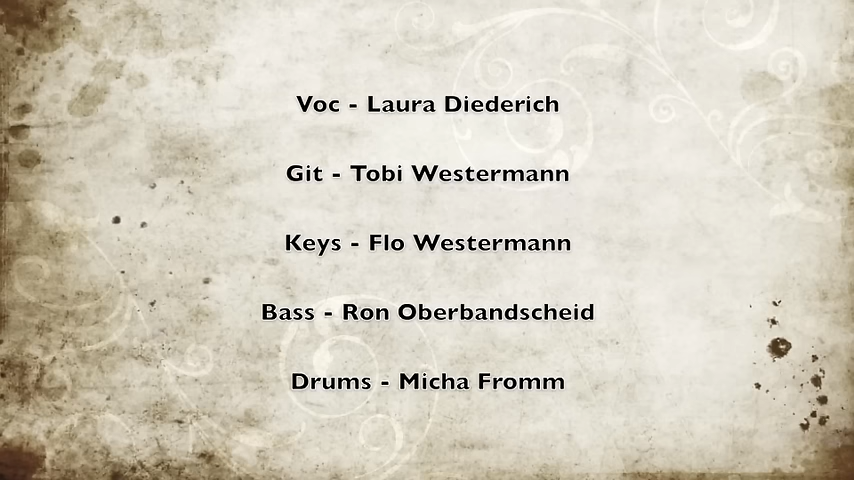 Voc - Laura Diederich
Git - Tobi Westermann
Keys - Flo Westermann
Bass - Ron Oberbandscheid
Drums - Micha Fromm